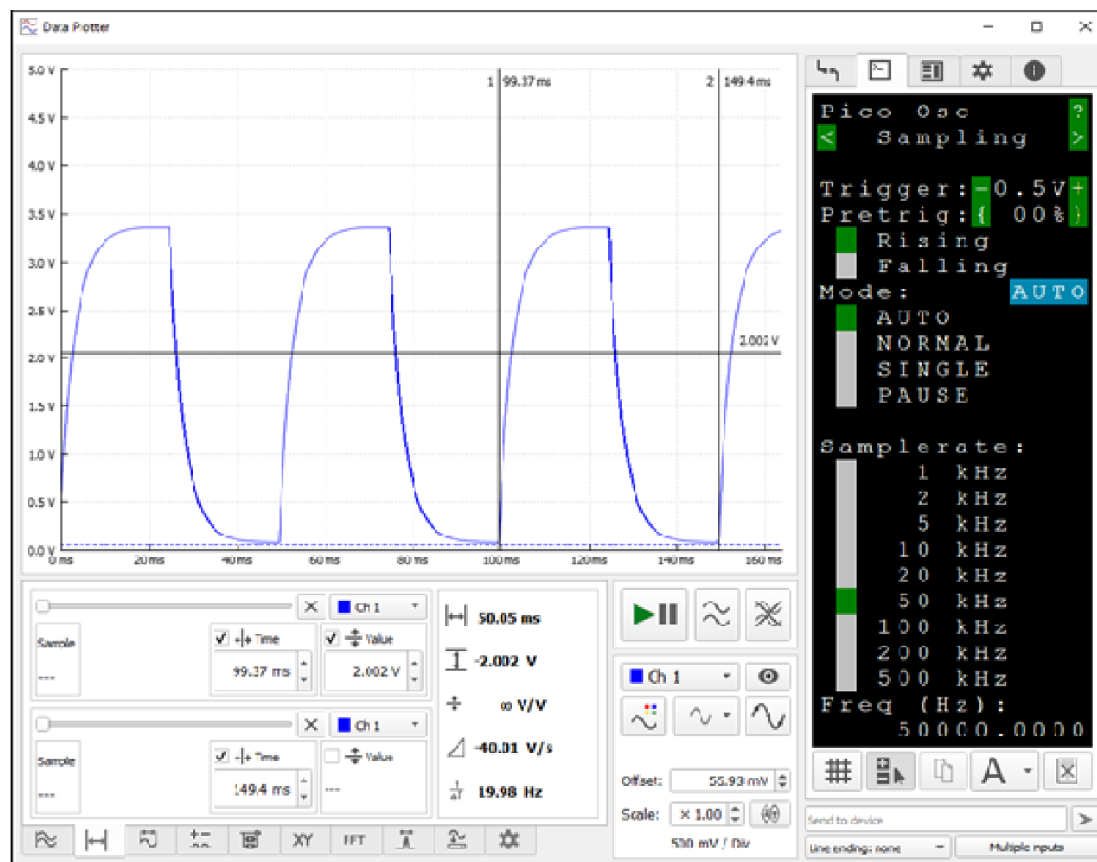 Data Plotter
5.0 V
4.5 V
4.0 V
3.5 V
3.0 V
2.5 V
2.0 V
1.5 V
1.0 V
0.5 V
0.0 V
0 ms 20 ms 40 ms 60 ms 80 ms 100 ms 120 ms 140 ms 160 ms
1 99.37 ms
2 149.4 ms
2.002 V
Ch 1
Sample
---
Time
Value
99.37 ms
2.002 V
Ch 1
Sample
---
Time
Value
149.4 ms
---
50.05 ms
-2.002 V
∞ V/V
-40.01 V/s
19.98 Hz
XY
FFT
Ch 1
Offset: 55.93 mV
Scale: × 1.00
500 mV / Div
Pico Osc ?
< Sampling >
Trigger:-0.5V+
Pretrig:{ 00% }
Rising
Falling
Mode: AUTO
AUTO
NORMAL
SINGLE
PAUSE
Samplerate:
1 kHz
2 kHz
5 kHz
10 kHz
20 kHz
50 kHz
100 kHz
200 kHz
500 kHz
Freq (Hz):
50000.0000
A
Send to device
Line endings: none
Multiple inputs